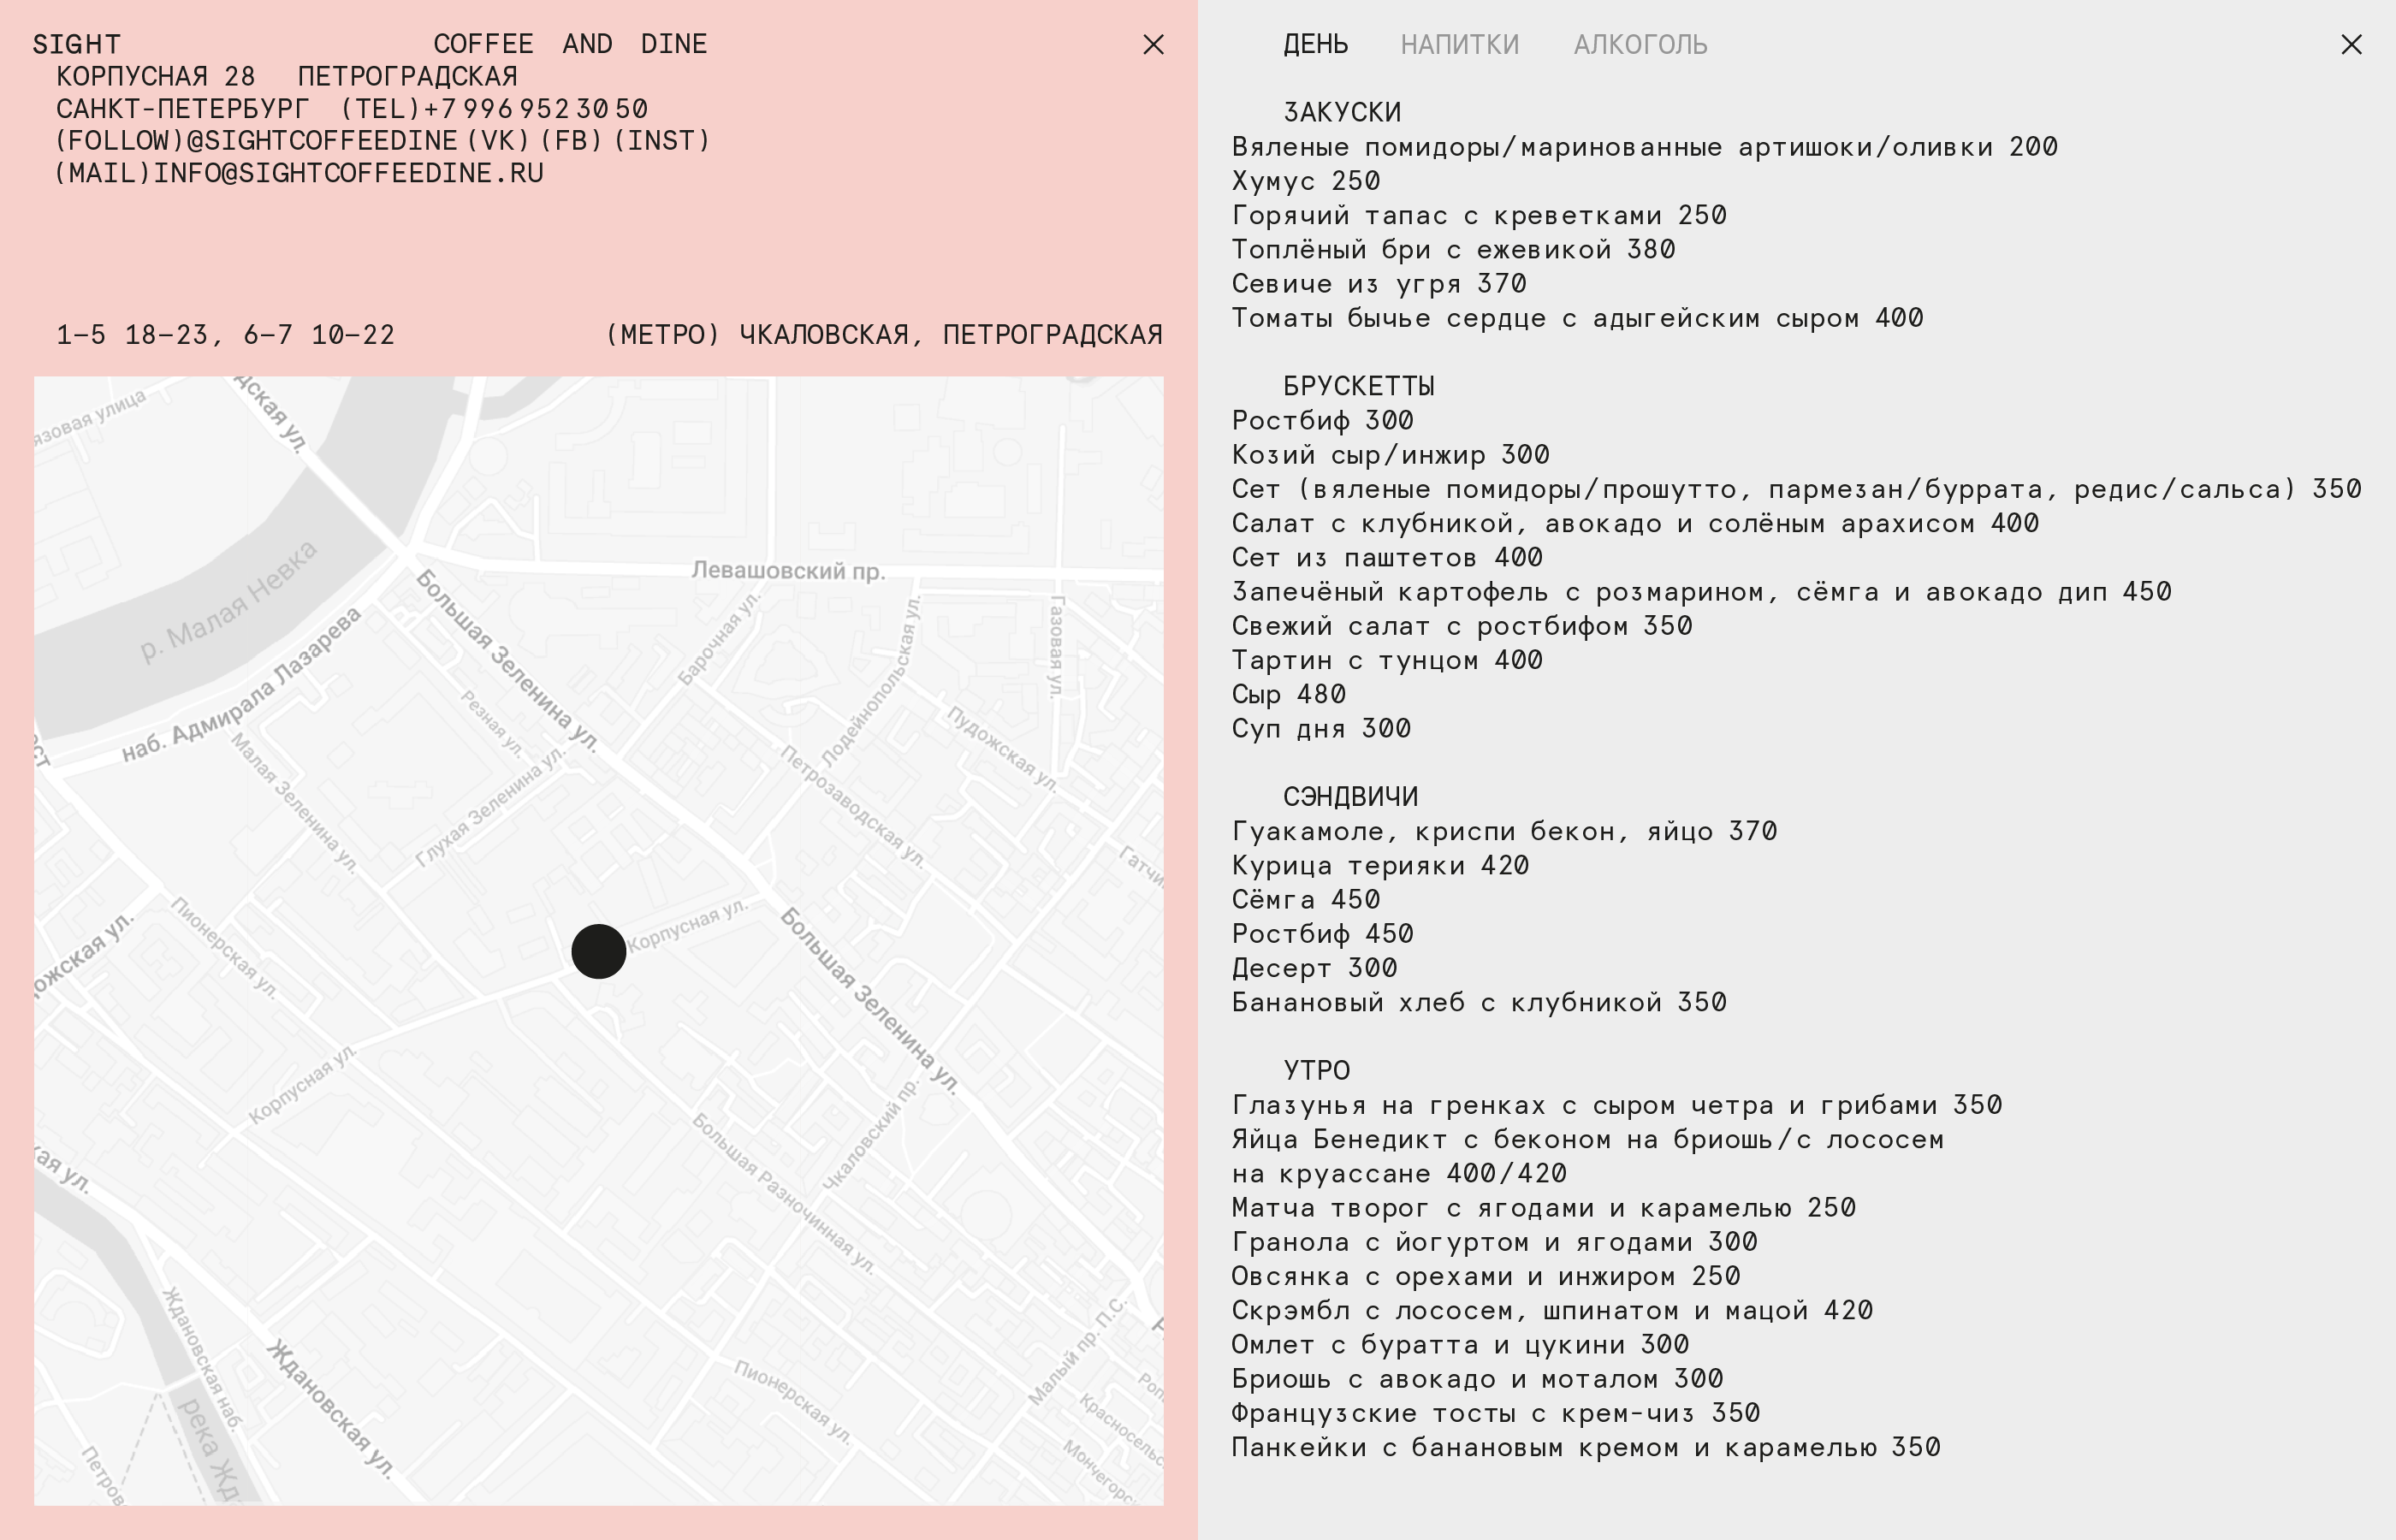 SIGHT COFFEE AND DINE
КОРПУСНАЯ 28 ПЕТРОГРАДСКАЯ
САНКТ-ПЕТЕРБУРГ (TEL)+7 996 952 30 50
(FOLLOW)@SIGHTCOFFEEDINE (VK) (FB) (INST)
(MAIL)INFO@SIGHTCOFFEEDINE.RU
1–5 18–23, 6–7 10–22
(МЕТРО) ЧКАЛОВСКАЯ, ПЕТРОГРАДСКАЯ
р. Малая Невка
Левашовский пр.
Большая Зеленина ул.
Барочная ул.
Лодейнопольская ул.
Газовая ул.
наб. Адмирала Лазарева
Резная ул.
Пудожская ул.
Малая Зеленина ул.
Глухая Зеленина ул.
Петрозаводская ул.
Пионерская ул.
Корпусная ул.
Большая Зеленина ул.
Корпусная ул.
Чкаловский пр.
Большая Разночинная ул.
Ждановская наб.
Ждановская ул.
Малый пр. П.С.
Пионерская ул.
ДЕНЬ НАПИТКИ АЛКОГОЛЬ
ЗАКУСКИ
Вяленые помидоры/маринованные артишоки/оливки 200
Хумус 250
Горячий тапас с креветками 250
Топлёный бри с ежевикой 380
Севиче из угря 370
Томаты бычье сердце с адыгейским сыром 400
БРУСКЕТТЫ
Ростбиф 300
Козий сыр/инжир 300
Сет (вяленые помидоры/прошутто, пармезан/буррата, редис/сальса) 350
Салат с клубникой, авокадо и солёным арахисом 400
Сет из паштетов 400
Запечёный картофель с розмарином, сёмга и авокадо дип 450
Свежий салат с ростбифом 350
Тартин с тунцом 400
Сыр 480
Суп дня 300
СЭНДВИЧИ
Гуакамоле, криспи бекон, яйцо 370
Курица терияки 420
Сёмга 450
Ростбиф 450
Десерт 300
Банановый хлеб с клубникой 350
УТРО
Глазунья на гренках с сыром четра и грибами 350
Яйца Бенедикт с беконом на бриошь/с лососем
на круассане 400/420
Матча творог с ягодами и карамелью 250
Гранола с йогуртом и ягодами 300
Овсянка с орехами и инжиром 250
Скрэмбл с лососем, шпинатом и мацой 420
Омлет с буратта и цукини 300
Бриошь с авокадо и моталом 300
Французские тосты с крем-чиз 350
Панкейки с банановым кремом и карамелью 350